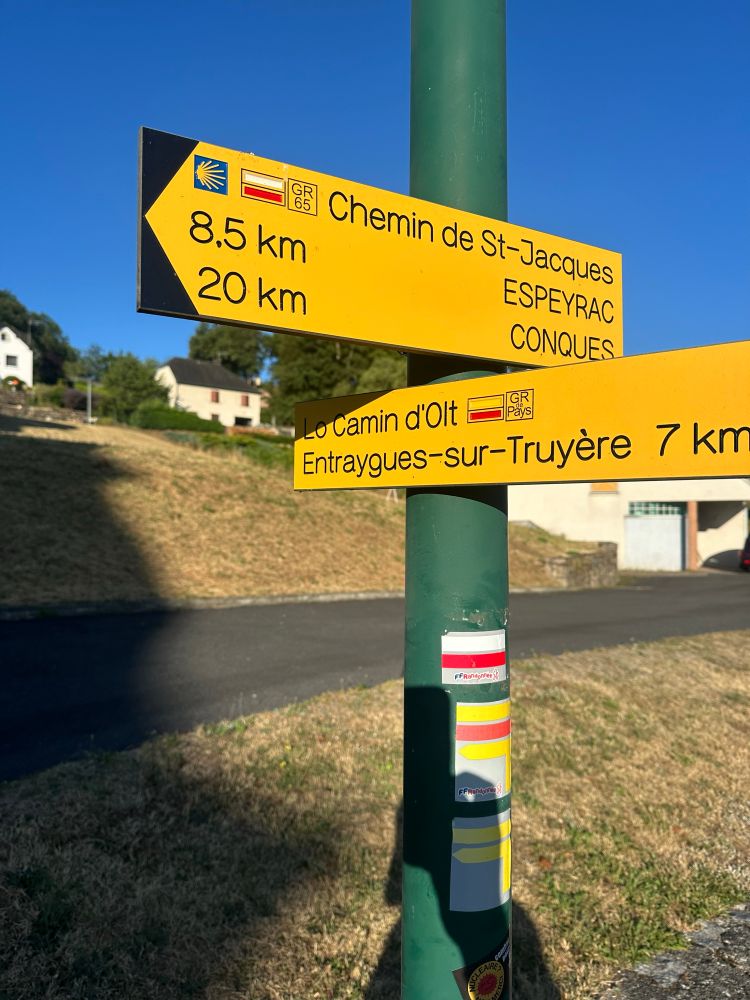 GR
65
Chemin de St-Jacques
8.5 km ESPEYRAC
20 km CONQUES
Lo Camin d'Olt
GR
de
Pays
Entraygues-sur-Truyère 7 km
FFRandonnée
FFRandonnée
NUCLÉAIRE?